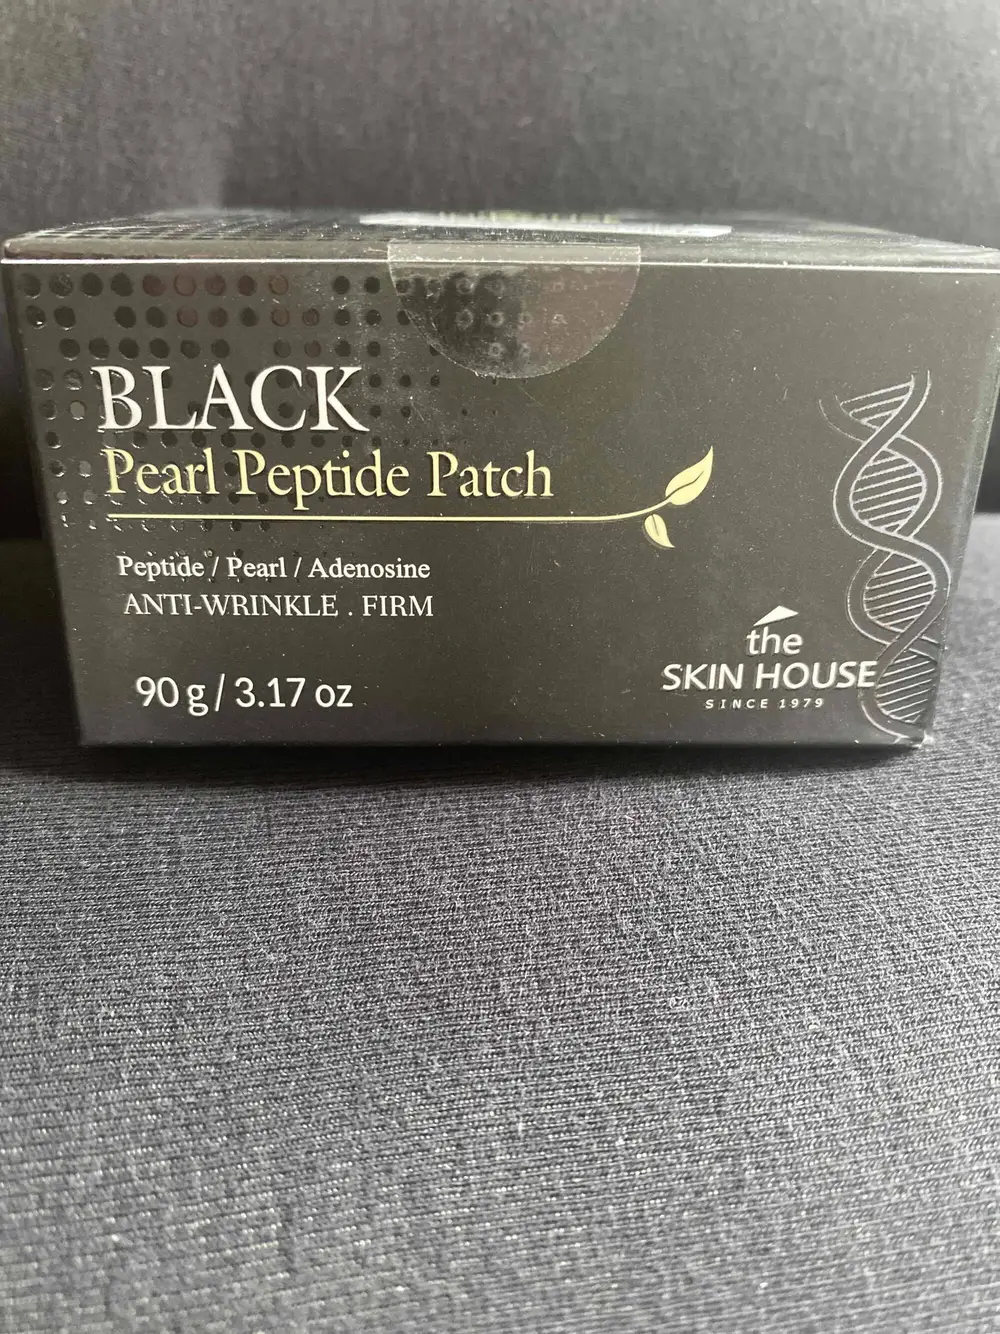 BLACK
Pearl Peptide Patch
Peptide / Pearl / Adenosine
ANTI-WRINKLE . FIRM
90 g / 3.17 oz
the
SKIN HOUSE
SINCE 1979